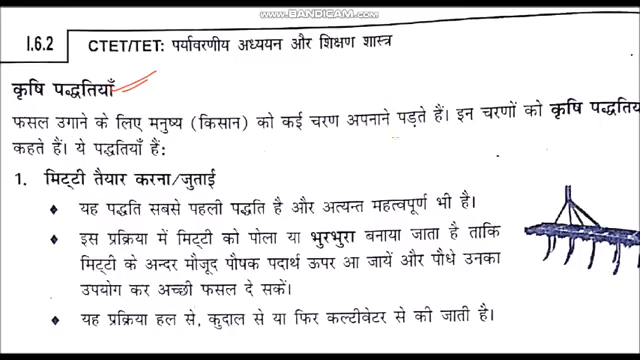 www.BANDICAM.com
I.6.2
CTET/TET: पर्यावरणीय अध्ययन और शिक्षण शास्त्र
कृषि पद्धतियाँ
फसल उगाने के लिए मनुष्य (किसान) को कई चरण अपनाने पड़ते हैं। इन चरणों को कृषि पद्धतिय
कहते हैं। ये पद्धतियाँ हैं:
1. मिट्टी तैयार करना/जुताई
◆ यह पद्धति सबसे पहली पद्धति है और अत्यन्त महत्वपूर्ण भी है।
◆ इस प्रक्रिया में मिट्टी को पोला या भुरभुरा बनाया जाता है ताकि
मिट्टी के अन्दर मौजूद पौषक पदार्थ ऊपर आ जायें और पौधे उनका
उपयोग कर अच्छी फसल दे सकें।
◆ यह प्रक्रिया हल से, कुदाल से या फिर कल्टीवेटर से की जाती है।